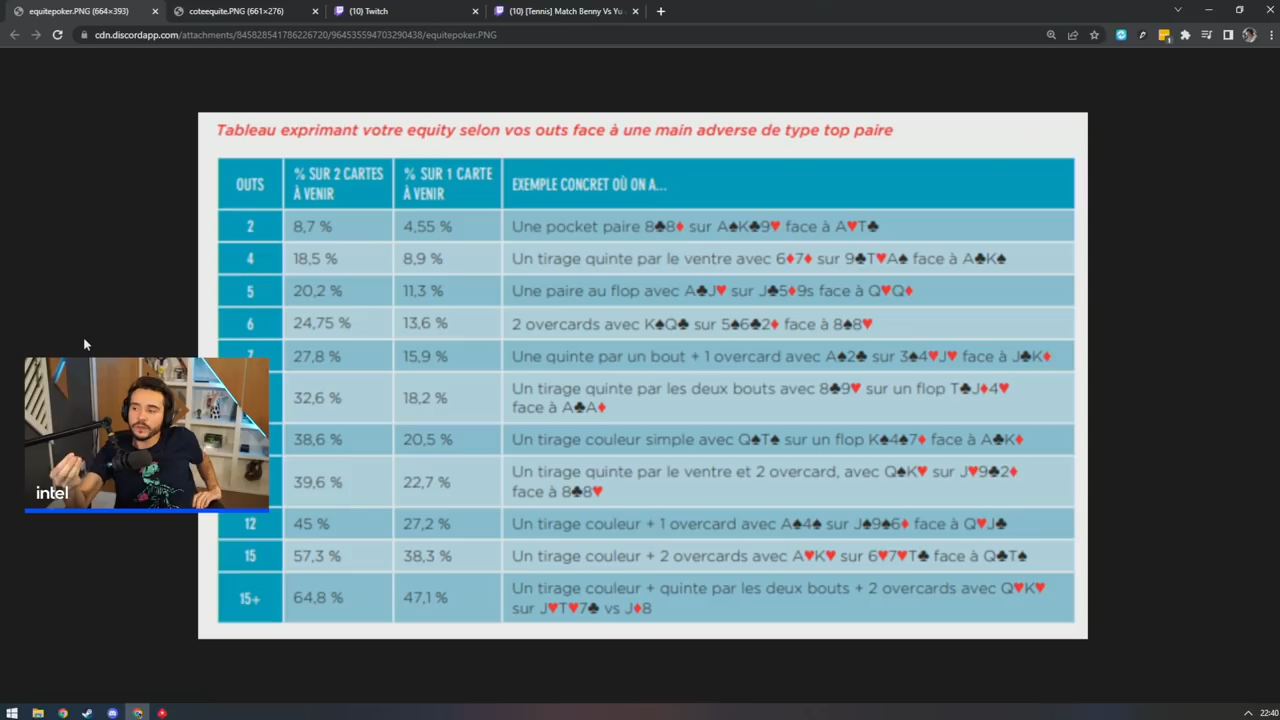 equitepoker.PNG (664×393)
coteequite.PNG (661×276)
(10) Twitch
(10) [Tennis] Match Benny Vs Yu
cdn.discordapp.com/attachments/845828541786226720/964535594703290438/equitepoker.PNG
Tableau exprimant votre equity selon vos outs face à une main adverse de type top paire
OUTS
% SUR 2 CARTES
À VENIR
% SUR 1 CARTE
À VENIR
EXEMPLE CONCRET OÙ ON A...
2 8,7 % 4,55 % Une pocket paire 8♣8♦ sur A♠K♣9♥ face à A♥T♣
4 18,5 % 8,9 % Un tirage quinte par le ventre avec 6♦7♦ sur 9♣T♥A♠ face à A♣K♠
5 20,2 % 11,3 % Une paire au flop avec A♣J♥ sur J♣5♦9s face à Q♥Q♦
6 24,75 % 13,6 % 2 overcards avec K♠Q♣ sur 5♠6♣2♦ face à 8♠8♥
27,8 % 15,9 % Une quinte par un bout + 1 overcard avec A♠2♣ sur 3♠4♥J♥ face à J♣K♦
32,6 % 18,2 % Un tirage quinte par les deux bouts avec 8♣9♥ sur un flop T♣J♦4♥
face à A♣A♦
38,6 % 20,5 % Un tirage couleur simple avec Q♠T♠ sur un flop K♠4♠7♦ face à A♣K♦
39,6 % 22,7 % Un tirage quinte par le ventre et 2 overcard, avec Q♠K♥ sur J♥9♣2♦
face à 8♣8♥
12 45 % 27,2 % Un tirage couleur + 1 overcard avec A♠4♠ sur J♠9♠6♦ face à Q♥J♣
15 57,3 % 38,3 % Un tirage couleur + 2 overcards avec A♥K♥ sur 6♥7♥T♣ face à Q♣T♠
15+ 64,8 % 47,1 % Un tirage couleur + quinte par les deux bouts + 2 overcards avec Q♥K♥
sur J♥T♥7♣ vs J♦8
intel
22:40